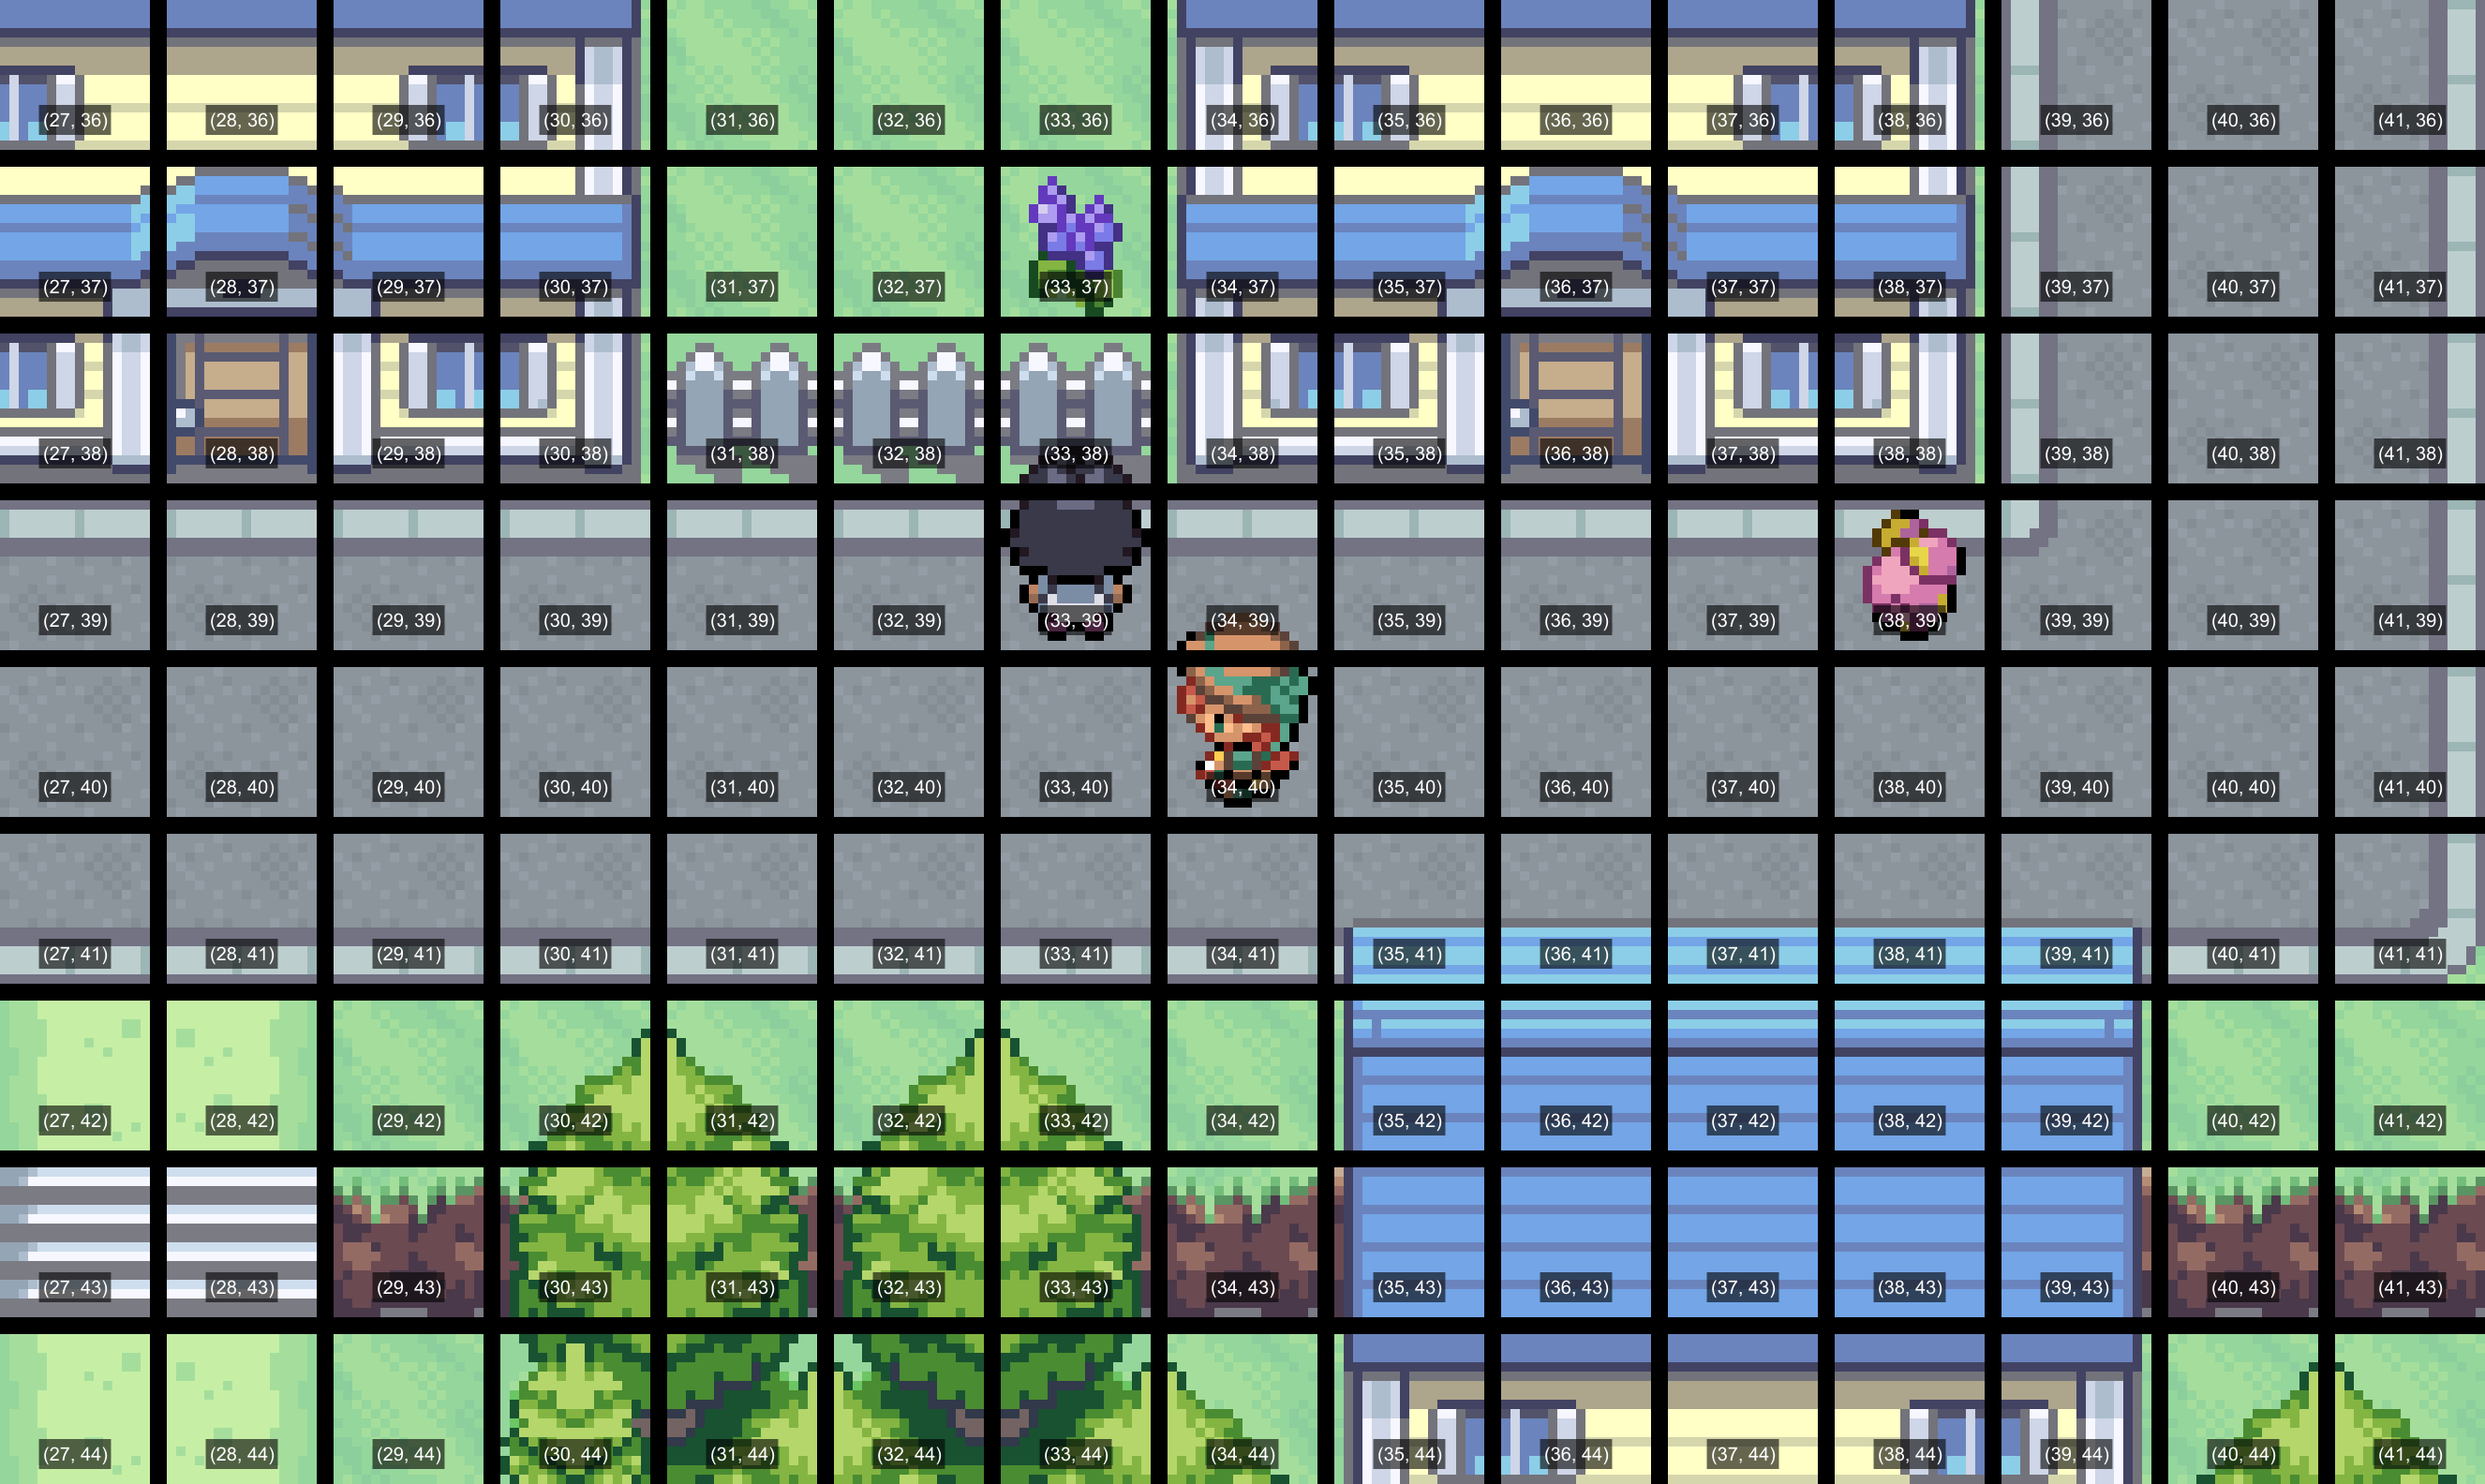 (27, 36) (28, 36) (29, 36) (30, 36) (31, 36) (32, 36) (33, 36) (34, 36) (35, 36) (36, 36) (37, 36) (38, 36) (39, 36) (40, 36) (41, 36)
(27, 37) (28, 37) (29, 37) (30, 37) (31, 37) (32, 37) (33, 37) (34, 37) (35, 37) (36, 37) (37, 37) (38, 37) (39, 37) (40, 37) (41, 37)
(27, 38) (28, 38) (29, 38) (30, 38) (31, 38) (32, 38) (33, 38) (34, 38) (35, 38) (36, 38) (37, 38) (38, 38) (39, 38) (40, 38) (41, 38)
(27, 39) (28, 39) (29, 39) (30, 39) (31, 39) (32, 39) (33, 39) (34, 39) (35, 39) (36, 39) (37, 39) (38, 39) (39, 39) (40, 39) (41, 39)
(27, 40) (28, 40) (29, 40) (30, 40) (31, 40) (32, 40) (33, 40) (34, 40) (35, 40) (36, 40) (37, 40) (38, 40) (39, 40) (40, 40) (41, 40)
(27, 41) (28, 41) (29, 41) (30, 41) (31, 41) (32, 41) (33, 41) (34, 41) (35, 41) (36, 41) (37, 41) (38, 41) (39, 41) (40, 41) (41, 41)
(27, 42) (28, 42) (29, 42) (30, 42) (31, 42) (32, 42) (33, 42) (34, 42) (35, 42) (36, 42) (37, 42) (38, 42) (39, 42) (40, 42) (41, 42)
(27, 43) (28, 43) (29, 43) (30, 43) (31, 43) (32, 43) (33, 43) (34, 43) (35, 43) (36, 43) (37, 43) (38, 43) (39, 43) (40, 43) (41, 43)
(27, 44) (28, 44) (29, 44) (30, 44) (31, 44) (32, 44) (33, 44) (34, 44) (35, 44) (36, 44) (37, 44) (38, 44) (39, 44) (40, 44) (41, 44)